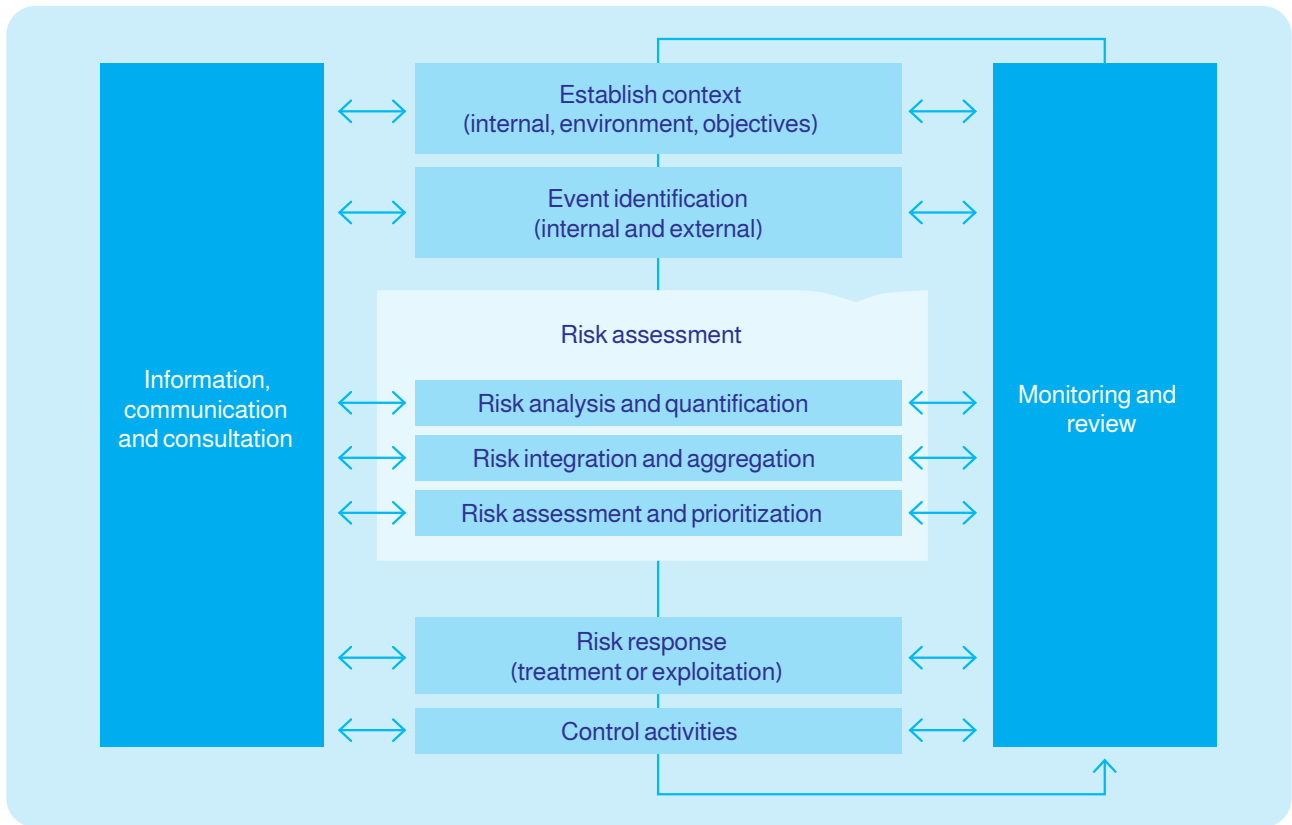 Establish context
(internal, environment, objectives)
Event identification
(internal and external)
Risk assessment
Information,
communication
and consultation
Risk analysis and quantification
Risk integration and aggregation
Risk assessment and prioritization
Monitoring and
review
Risk response
(treatment or exploitation)
Control activities